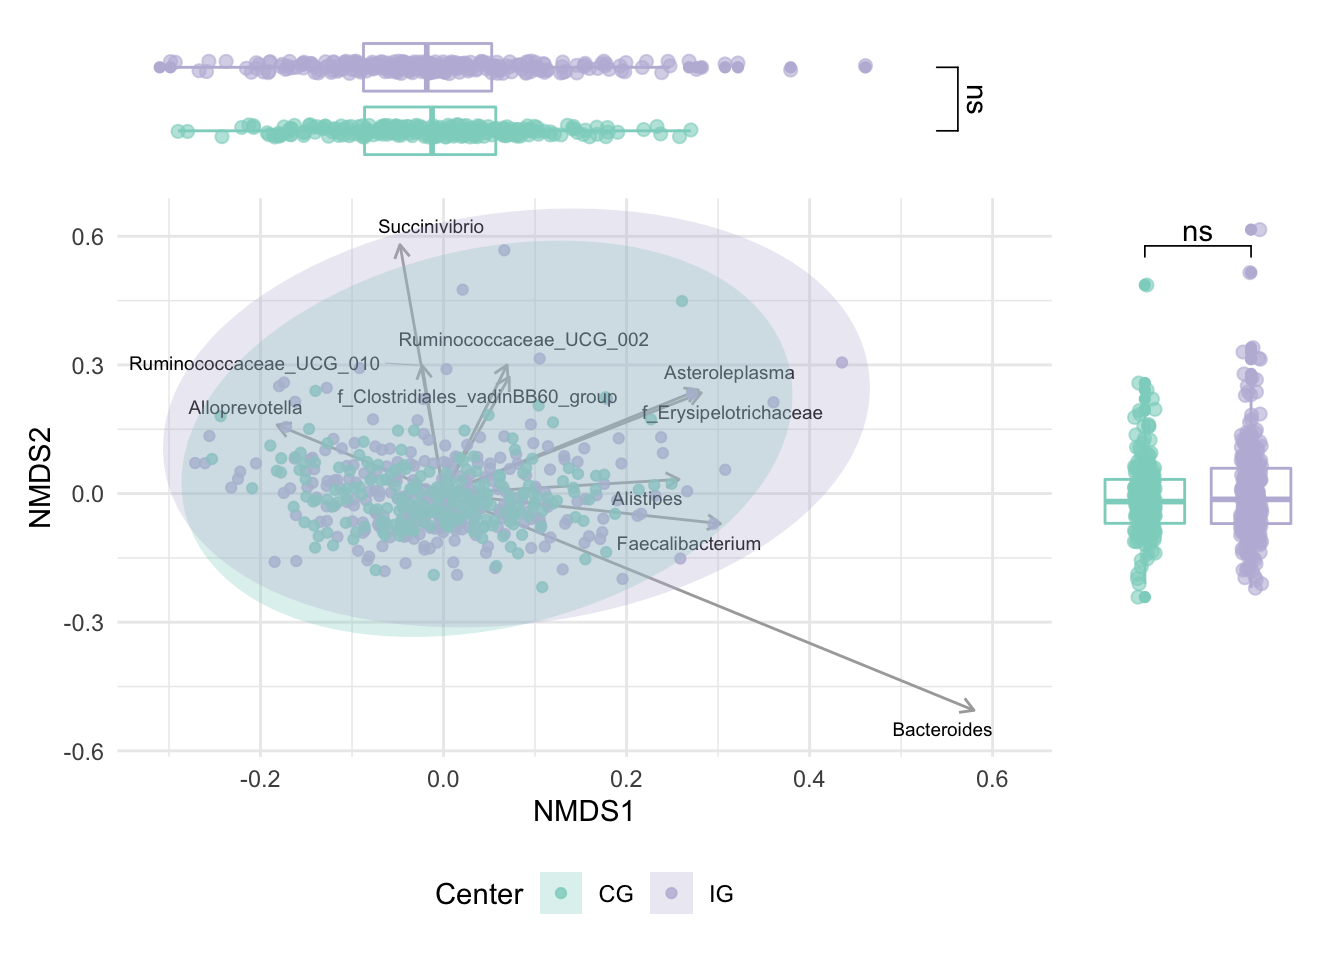 ns
ns
Succinivibrio
0.6
Ruminococcaceae_UCG_002
Ruminococcaceae_UCG_010
0.3
Asteroleplasma
f_Clostridiales_vadinBB60_group
Alloprevotella
f_Erysipelotrichaceae
NMDS2
0.0
Alistipes
Faecalibacterium
-0.3
Bacteroides
-0.6
-0.2 0.0 0.2 0.4 0.6
NMDS1
Center CG IG